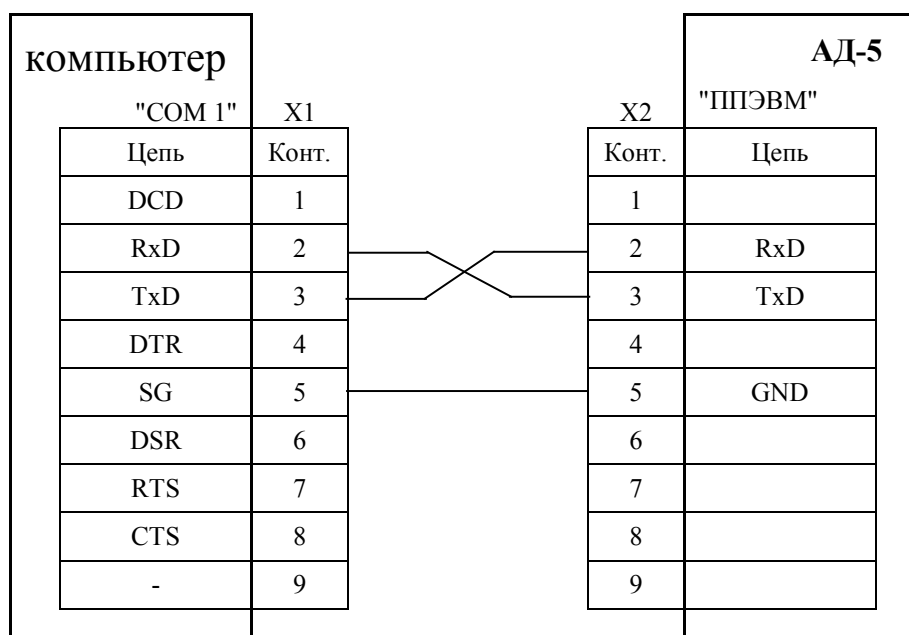 компьютер АД-5
"COM 1" X1 X2 "ППЭВМ"
Цепь Конт. Конт. Цепь
DCD 1 1
RxD 2 2 RxD
TxD 3 3 TxD
DTR 4 4
SG 5 5 GND
DSR 6 6
RTS 7 7
CTS 8 8
- 9 9